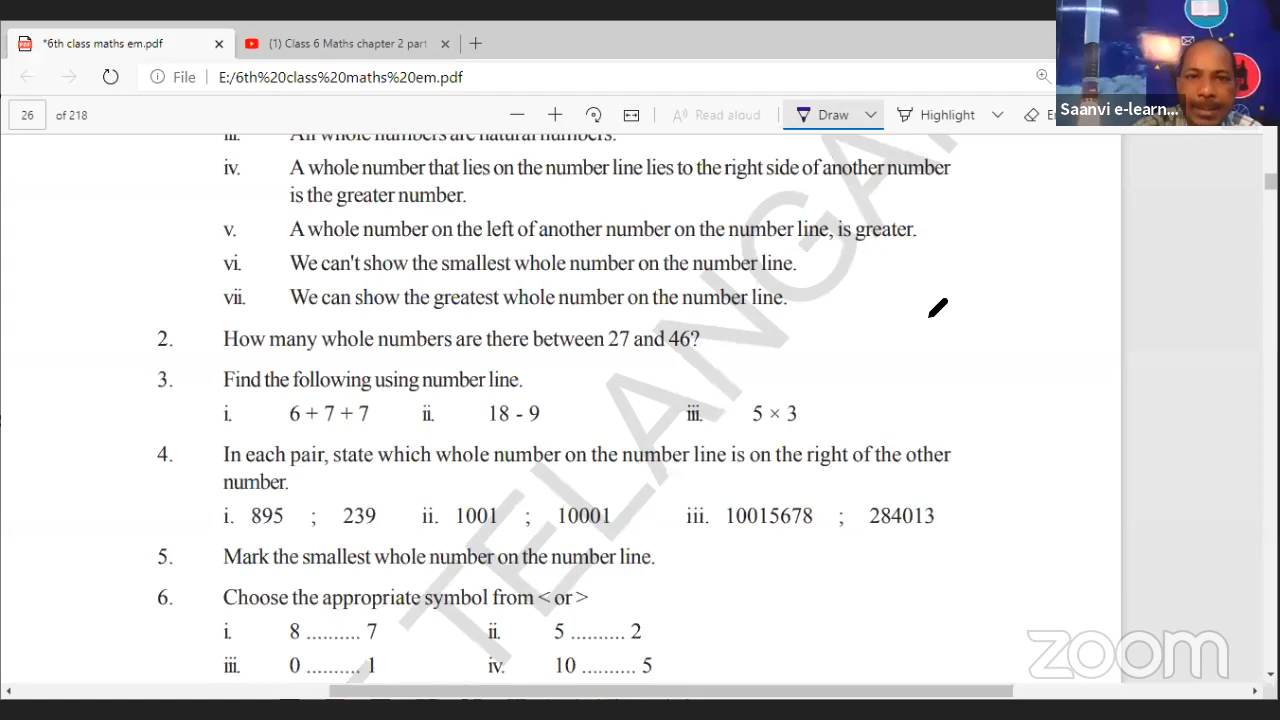 *6th class maths em.pdf
(1) Class 6 Maths chapter 2 part
File E:/6th%20class%20maths%20em.pdf
26 of 218
Read aloud
Draw
Highlight
Saanvi e-learn...
iii. All whole numbers are natural numbers.
iv. A whole number that lies on the number line lies to the right side of another number
is the greater number.
v. A whole number on the left of another number on the number line, is greater.
vi. We can't show the smallest whole number on the number line.
vii. We can show the greatest whole number on the number line.
2. How many whole numbers are there between 27 and 46?
3. Find the following using number line.
i. 6 + 7 + 7 ii. 18 - 9 iii. 5 × 3
4. In each pair, state which whole number on the number line is on the right of the other
number.
i. 895 ; 239 ii. 1001 ; 10001 iii. 10015678 ; 284013
5. Mark the smallest whole number on the number line.
6. Choose the appropriate symbol from < or >
i. 8 .......... 7 ii. 5 .......... 2
iii. 0 .......... 1 iv. 10 .......... 5
TELANGA
zoom